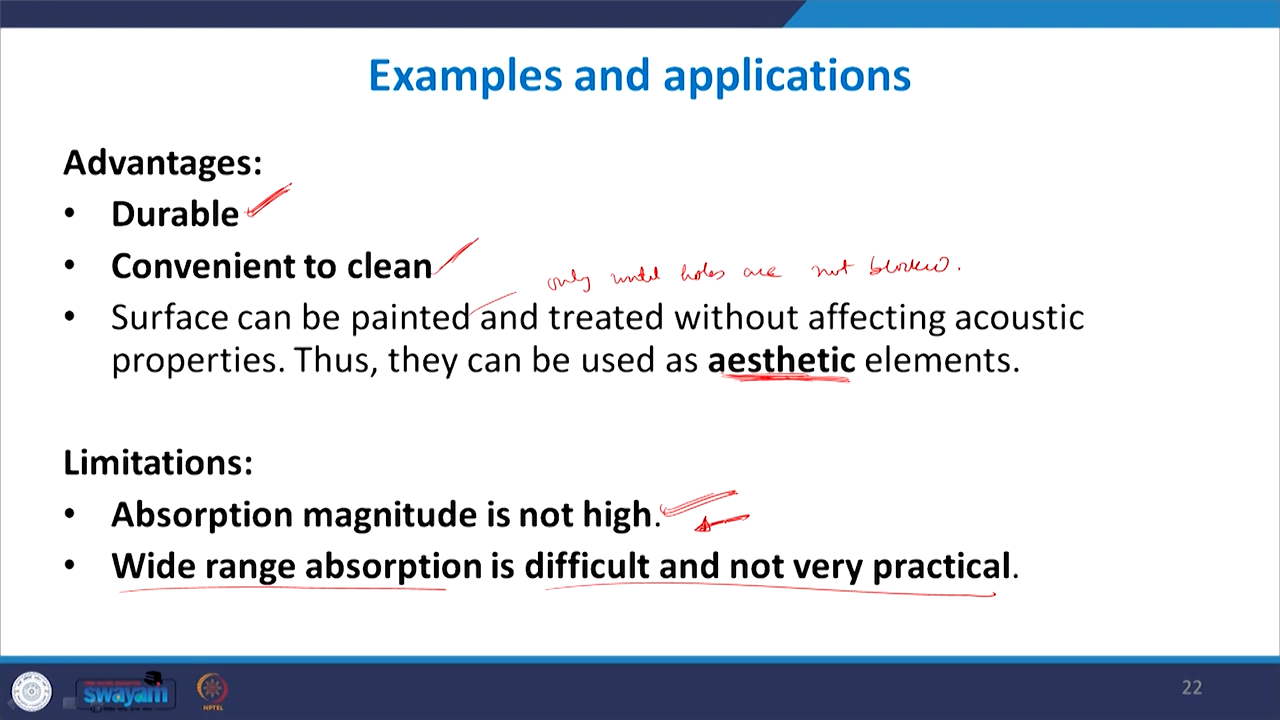 Examples and applications
Advantages:
• Durable
• Convenient to clean
only until holes are not blocked.
• Surface can be painted and treated without affecting acoustic
properties. Thus, they can be used as aesthetic elements.
Limitations:
• Absorption magnitude is not high.
• Wide range absorption is difficult and not very practical.
swayam
NPTEL
22